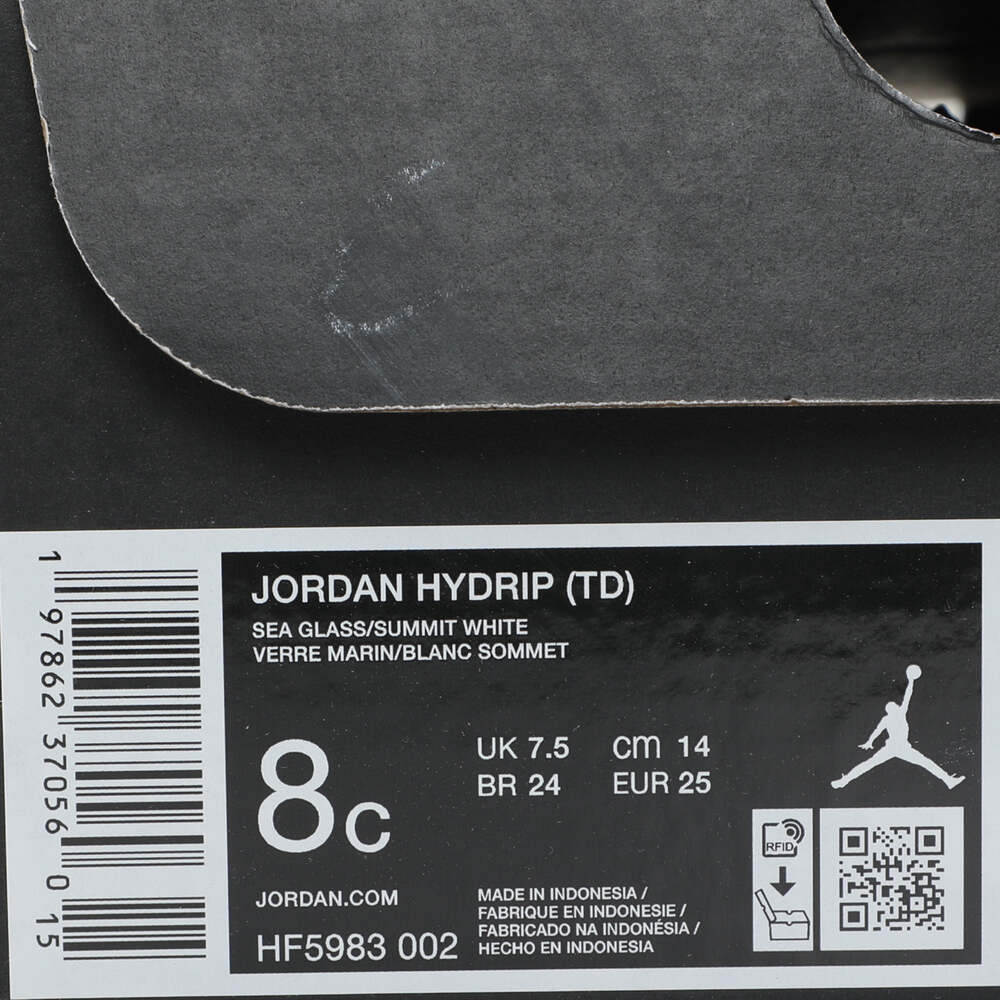 JORDAN HYDRIP (TD)
SEA GLASS/SUMMIT WHITE
VERRE MARIN/BLANC SOMMET
8C
UK 7.5 cm 14
BR 24 EUR 25
RFID
JORDAN.COM
HF5983 002
MADE IN INDONESIA /
FABRIQUE EN INDONESIE /
FABRICADO NA INDONÉSIA /
HECHO EN INDONESIA
1 97862 37056 0 15